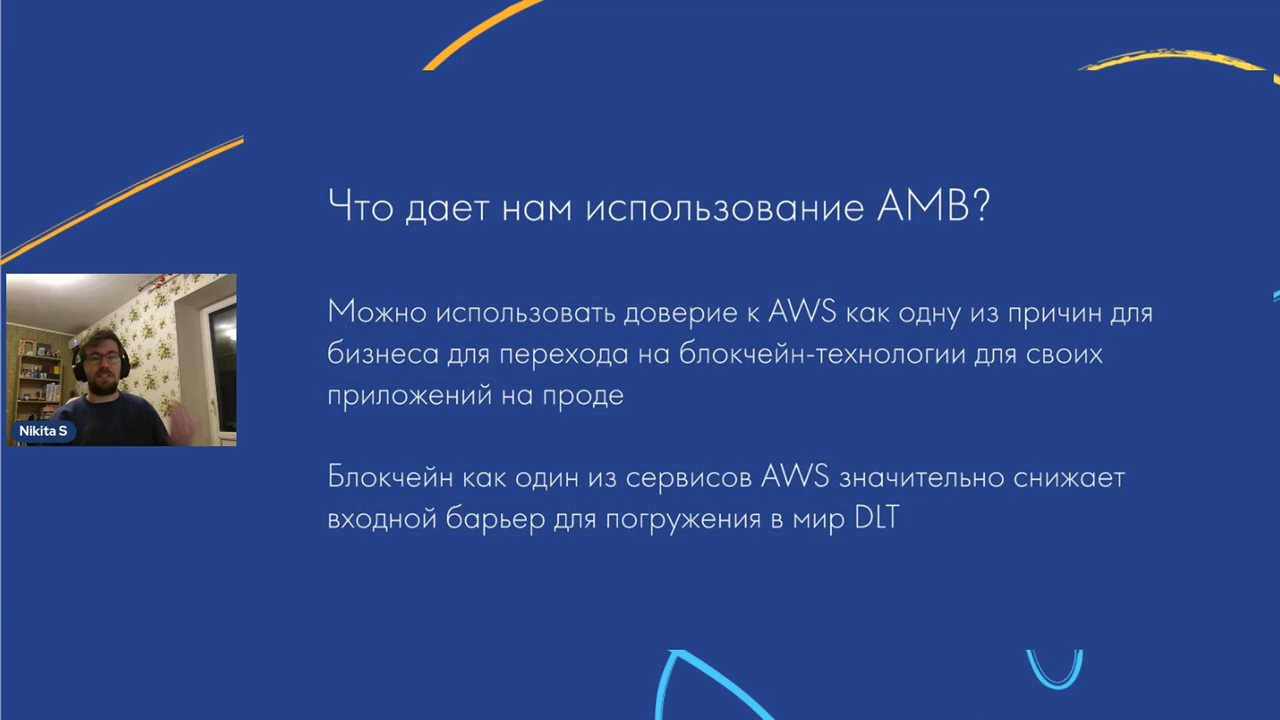 Что дает нам использование AMB?
Можно использовать доверие к AWS как одну из причин для
бизнеса для перехода на блокчейн-технологии для своих
приложений на проде
Nikita S
Блокчейн как один из сервисов AWS значительно снижает
входной барьер для погружения в мир DLT